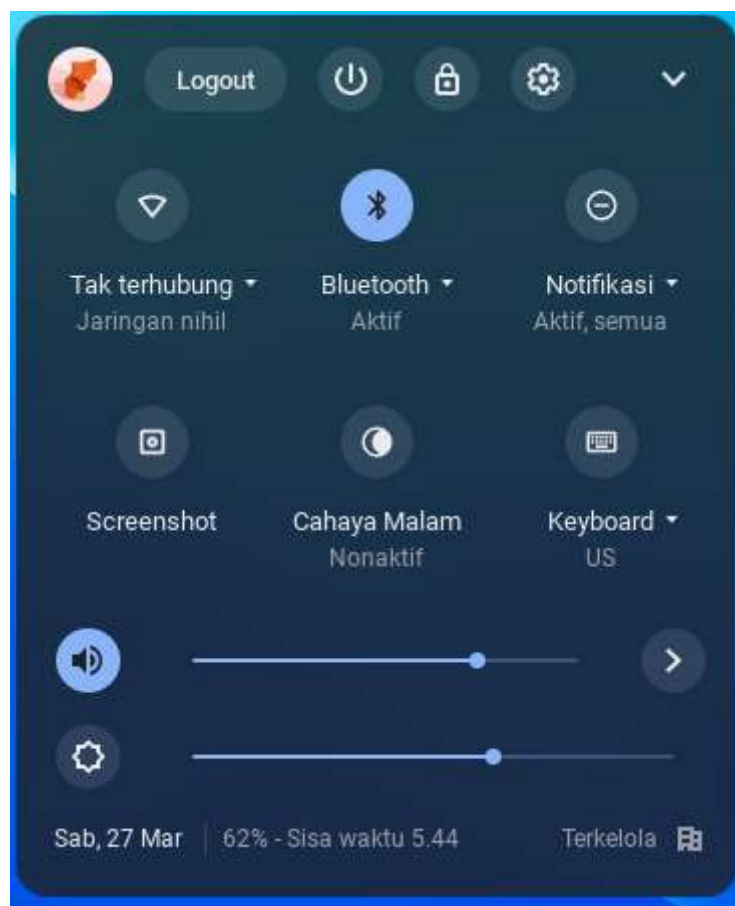 Logout
Tak terhubung Bluetooth Notifikasi
Jaringan nihil Aktif Aktif, semua
Screenshot Cahaya Malam Keyboard
Nonaktif US
Sab, 27 Mar 62% - Sisa waktu 5.44 Terkelola